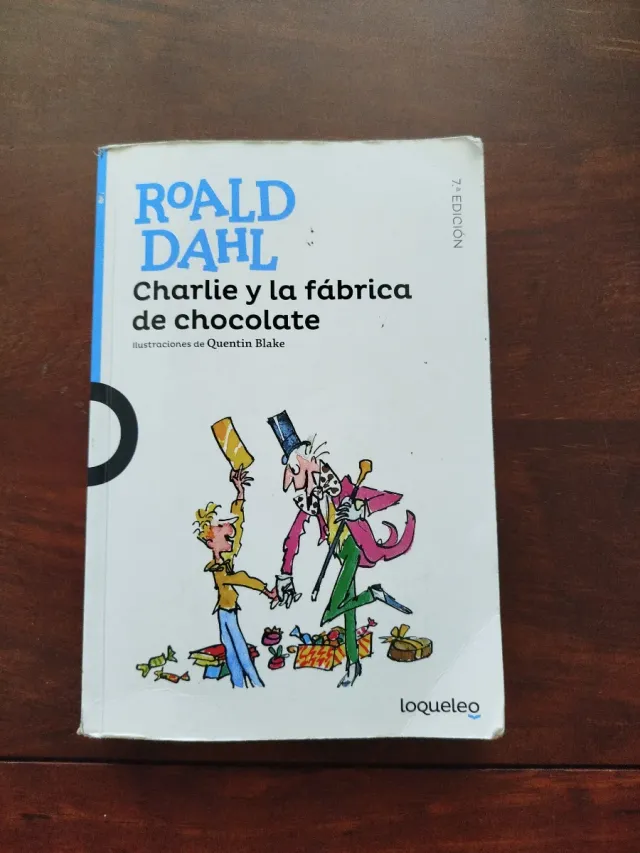 ROALD
DAHL
Charlie y la fábrica
de chocolate
Ilustraciones de Quentin Blake
7.ª EDICIÓN
loqueleo